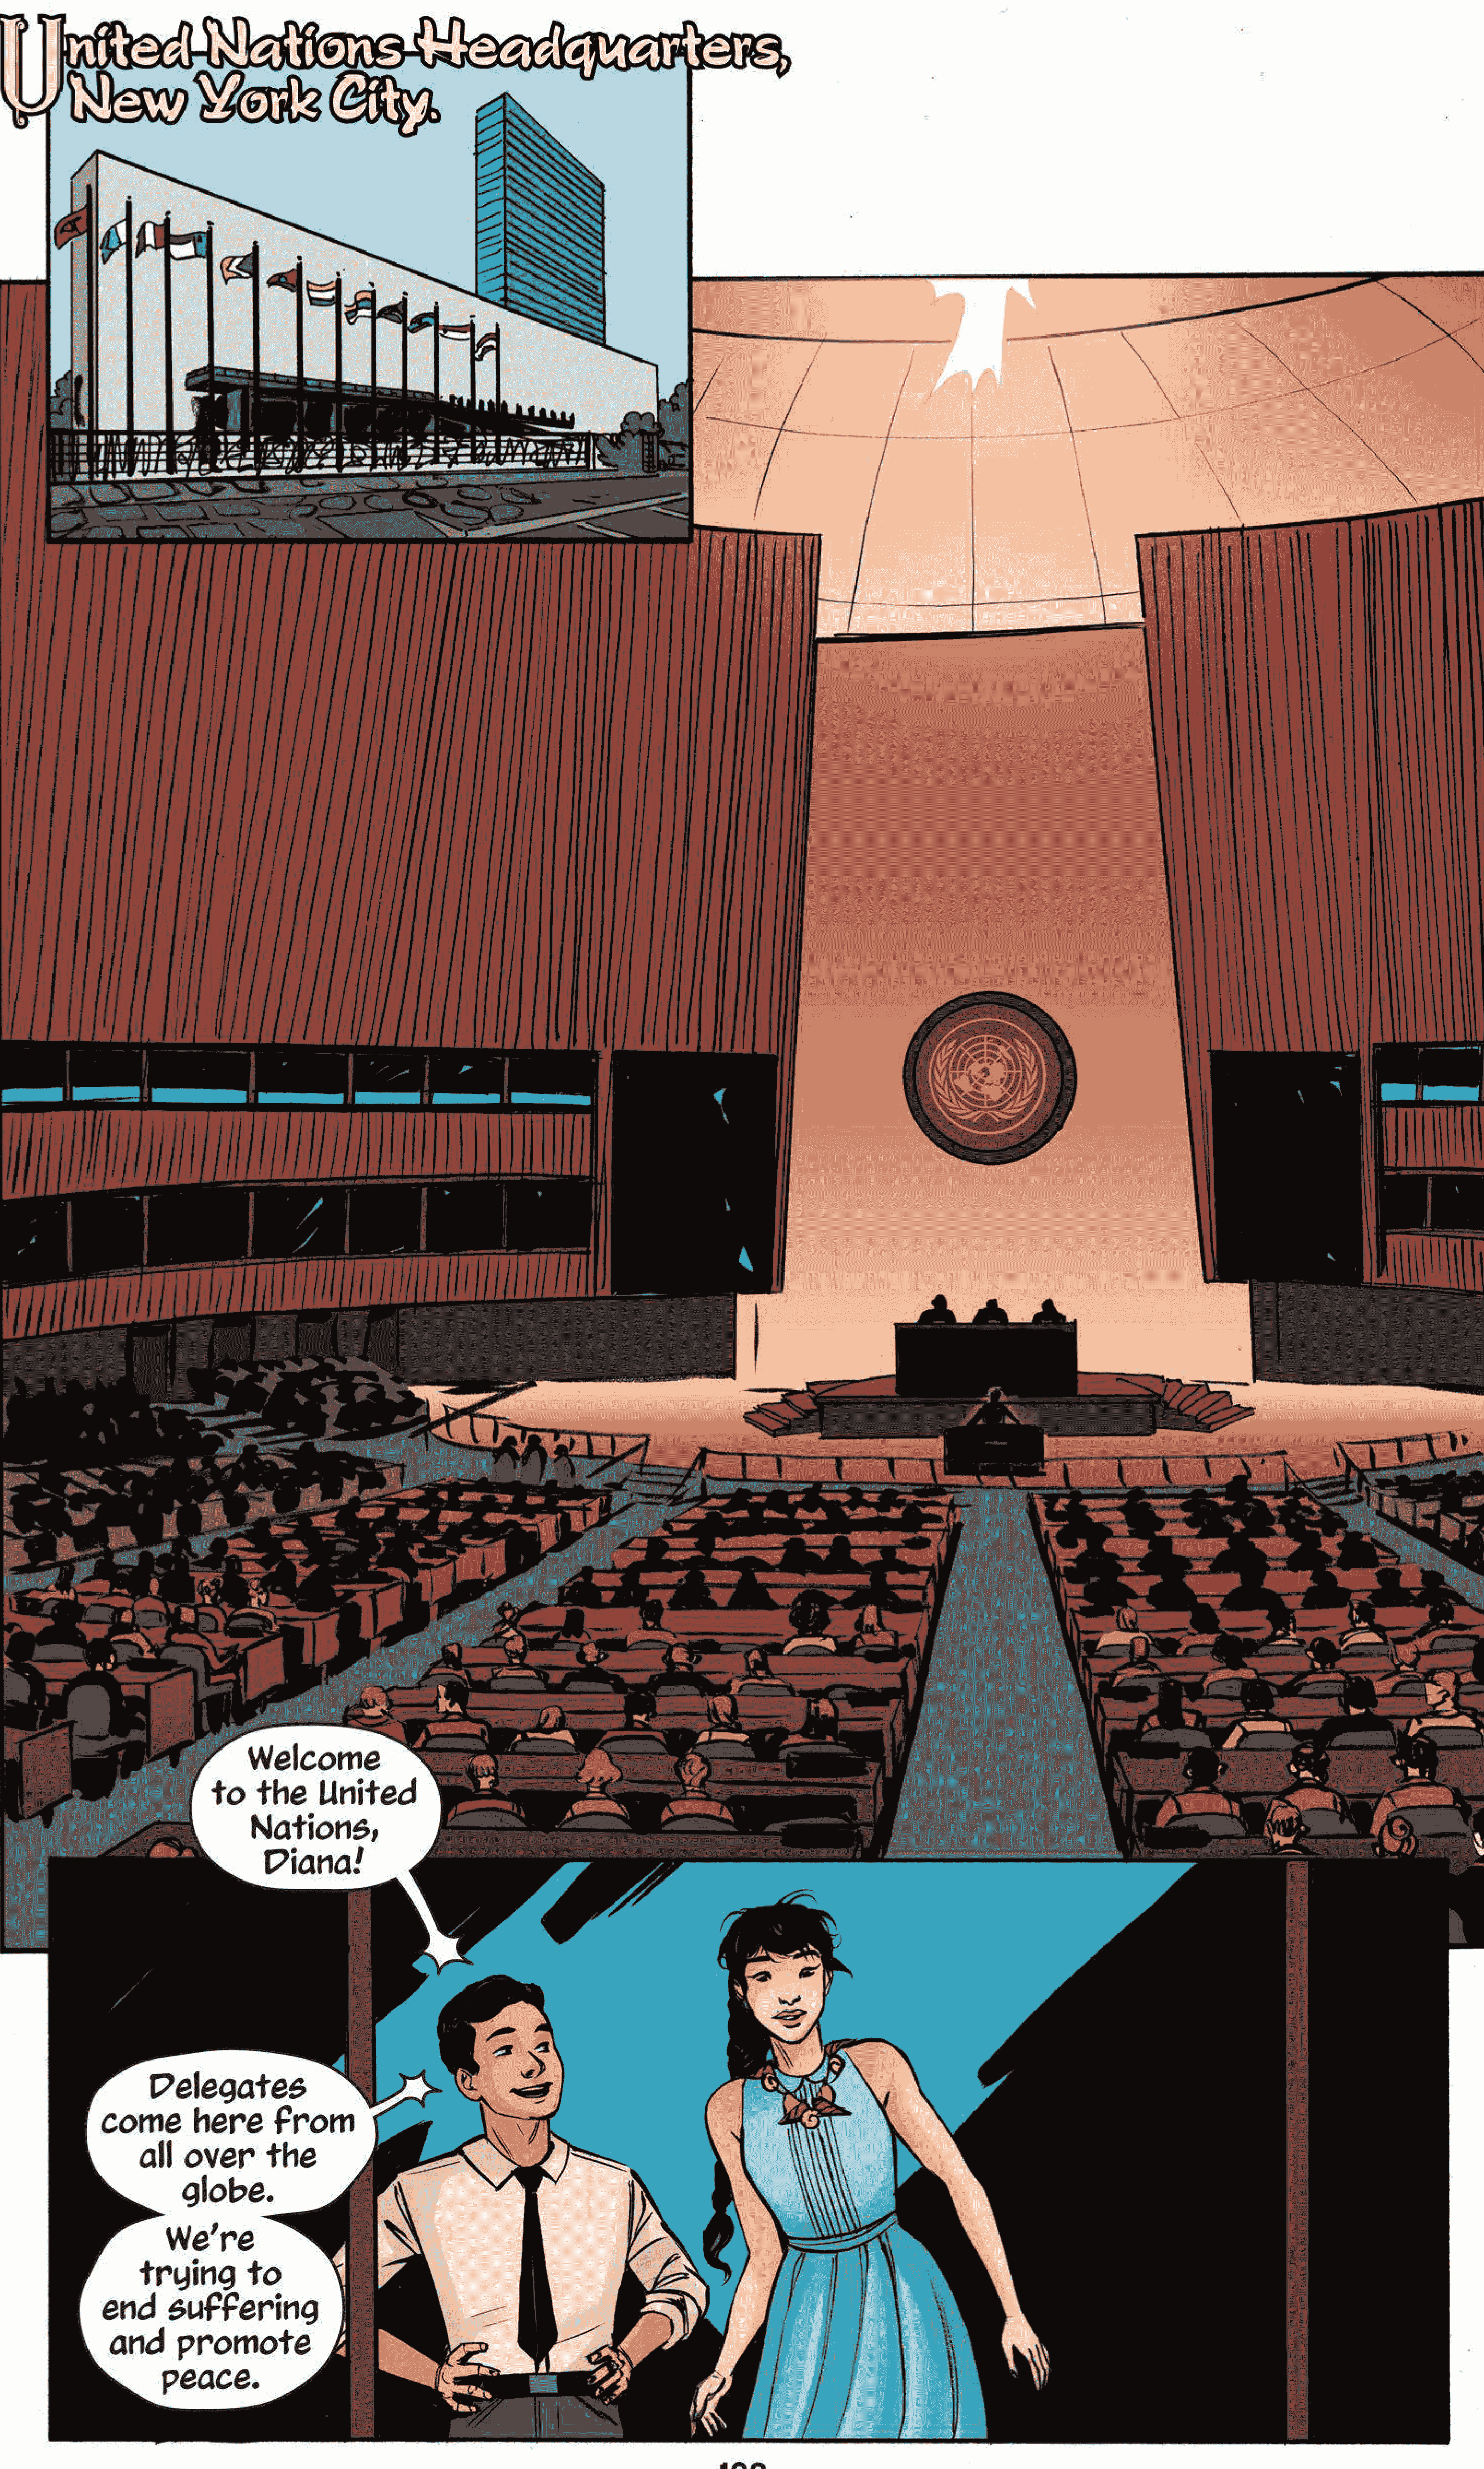 United Nations Headquarters,
New York City.
Welcome
to the United
Nations,
Diana!
Delegates
come here from
all over the
globe.
We're
trying to
end suffering
and promote
peace.